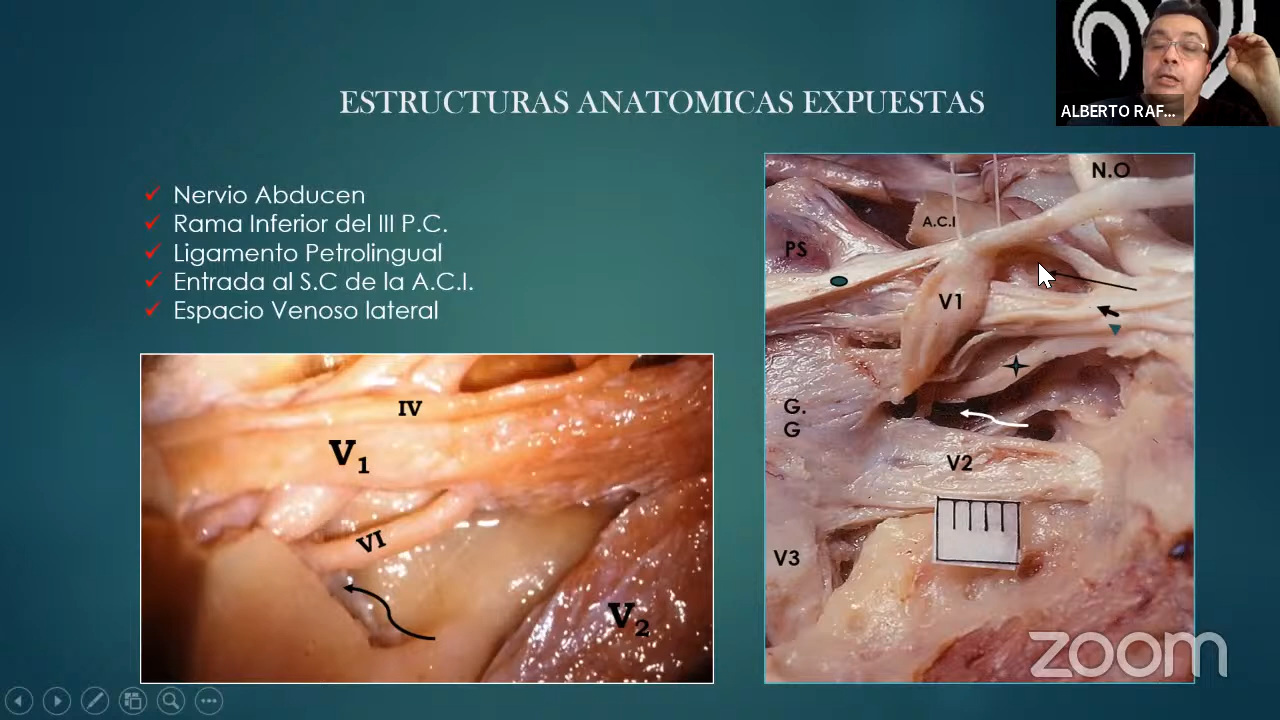 ALBERTO RAF...
ESTRUCTURAS ANATOMICAS EXPUESTAS
Nervio Abducen
Rama Inferior del III P.C.
Ligamento Petrolingual
Entrada al S.C de la A.C.I.
Espacio Venoso lateral
IV
V1
VI
V2
N.O
A.C.I
PS
V1
G.
G
V2
V3
zoom